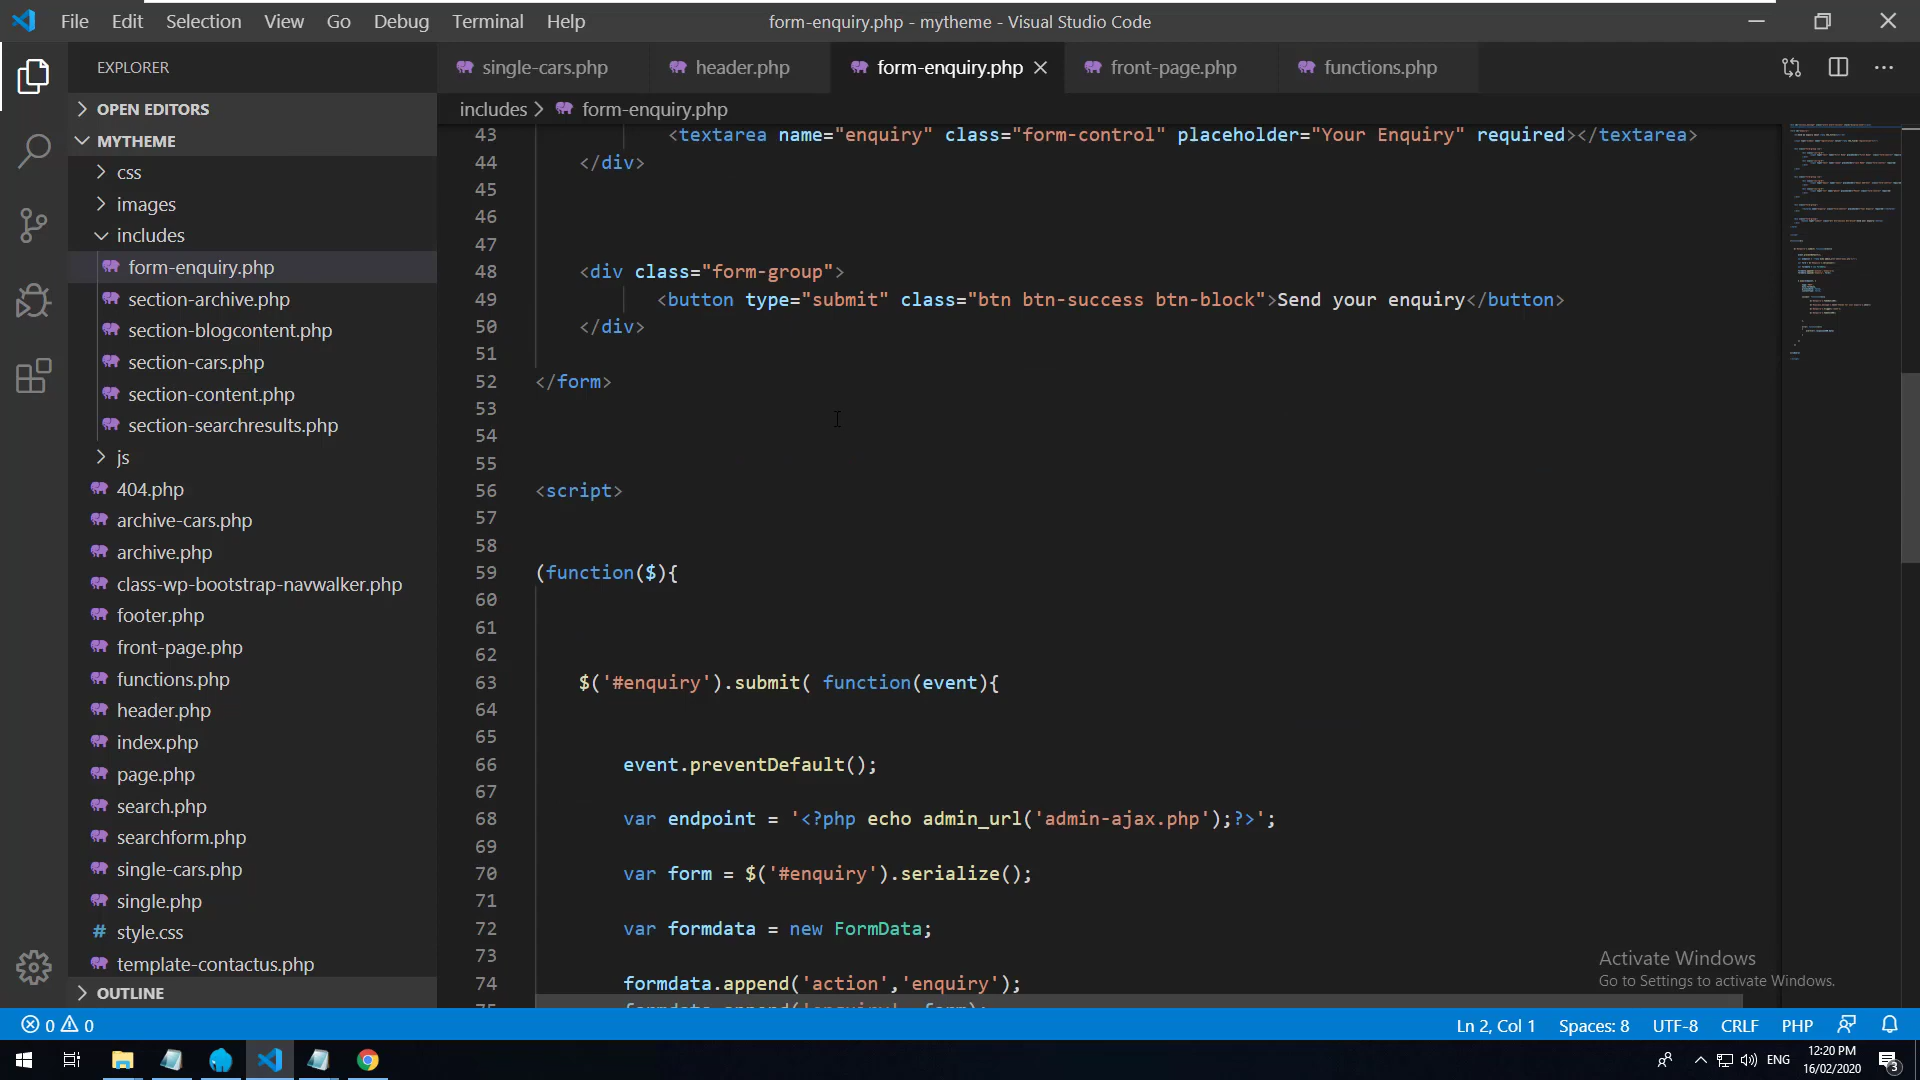 File Edit Selection View Go Debug Terminal Help
form-enquiry.php - mytheme - Visual Studio Code
EXPLORER
OPEN EDITORS
MYTHEME
css
images
includes
form-enquiry.php
section-archive.php
section-blogcontent.php
section-cars.php
section-content.php
section-searchresults.php
js
404.php
archive-cars.php
archive.php
class-wp-bootstrap-navwalker.php
footer.php
front-page.php
functions.php
header.php
index.php
page.php
search.php
searchform.php
single-cars.php
single.php
# style.css
template-contactus.php
OUTLINE
single-cars.php header.php form-enquiry.php front-page.php functions.php
includes > form-enquiry.php
43 <textarea name="enquiry" class="form-control" placeholder="Your Enquiry" required></textarea>
44 </div>
45
46
47
48 <div class="form-group">
49 <button type="submit" class="btn btn-success btn-block">Send your enquiry</button>
50 </div>
51
52 </form>
53
54
55
56 <script>
57
58
59 (function($){
60
61
62
63 $('#enquiry').submit( function(event){
64
65
66 event.preventDefault();
67
68 var endpoint = '<?php echo admin_url('admin-ajax.php');?>';
69
70 var form = $('#enquiry').serialize();
71
72 var formdata = new FormData;
73
74 formdata.append('action','enquiry');
Activate Windows
Go to Settings to activate Windows.
0 0
Ln 2, Col 1 Spaces: 8 UTF-8 CRLF PHP
ENG
12:20 PM
16/02/2020
3